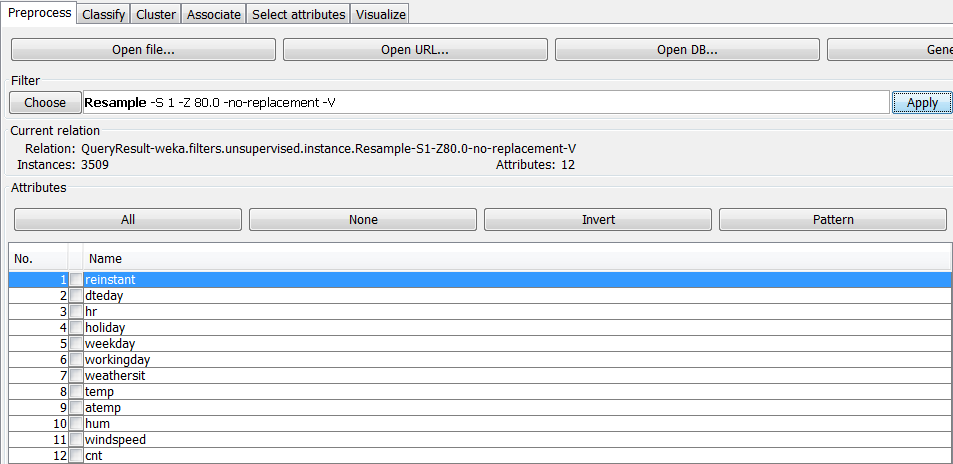 Preprocess Classify Cluster Associate Select attributes Visualize
Open file... Open URL... Open DB... Gene
Filter
Choose Resample -S 1 -Z 80.0 -no-replacement -V Apply
Current relation
Relation: QueryResult-weka.filters.unsupervised.instance.Resample-S1-Z80.0-no-replacement-V
Instances: 3509 Attributes: 12
Attributes
All None Invert Pattern
No. Name
1 reinstant
2 dteday
3 hr
4 holiday
5 weekday
6 workingday
7 weathersit
8 temp
9 atemp
10 hum
11 windspeed
12 cnt